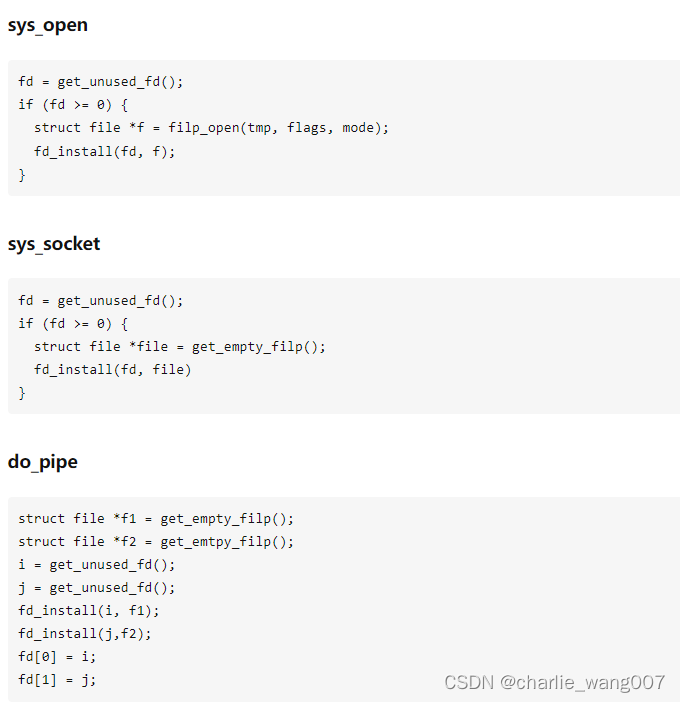 sys_open
fd = get_unused_fd();
if (fd >= 0) {
  struct file *f = filp_open(tmp, flags, mode);
  fd_install(fd, f);
}
sys_socket
fd = get_unused_fd();
if (fd >= 0) {
  struct file *file = get_empty_filp();
  fd_install(fd, file)
}
do_pipe
struct file *f1 = get_empty_filp();
struct file *f2 = get_emtpy_filp();
i = get_unused_fd();
j = get_unused_fd();
fd_install(i, f1);
fd_install(j,f2);
fd[0] = i;
fd[1] = j;
CSDN @charlie_wang007